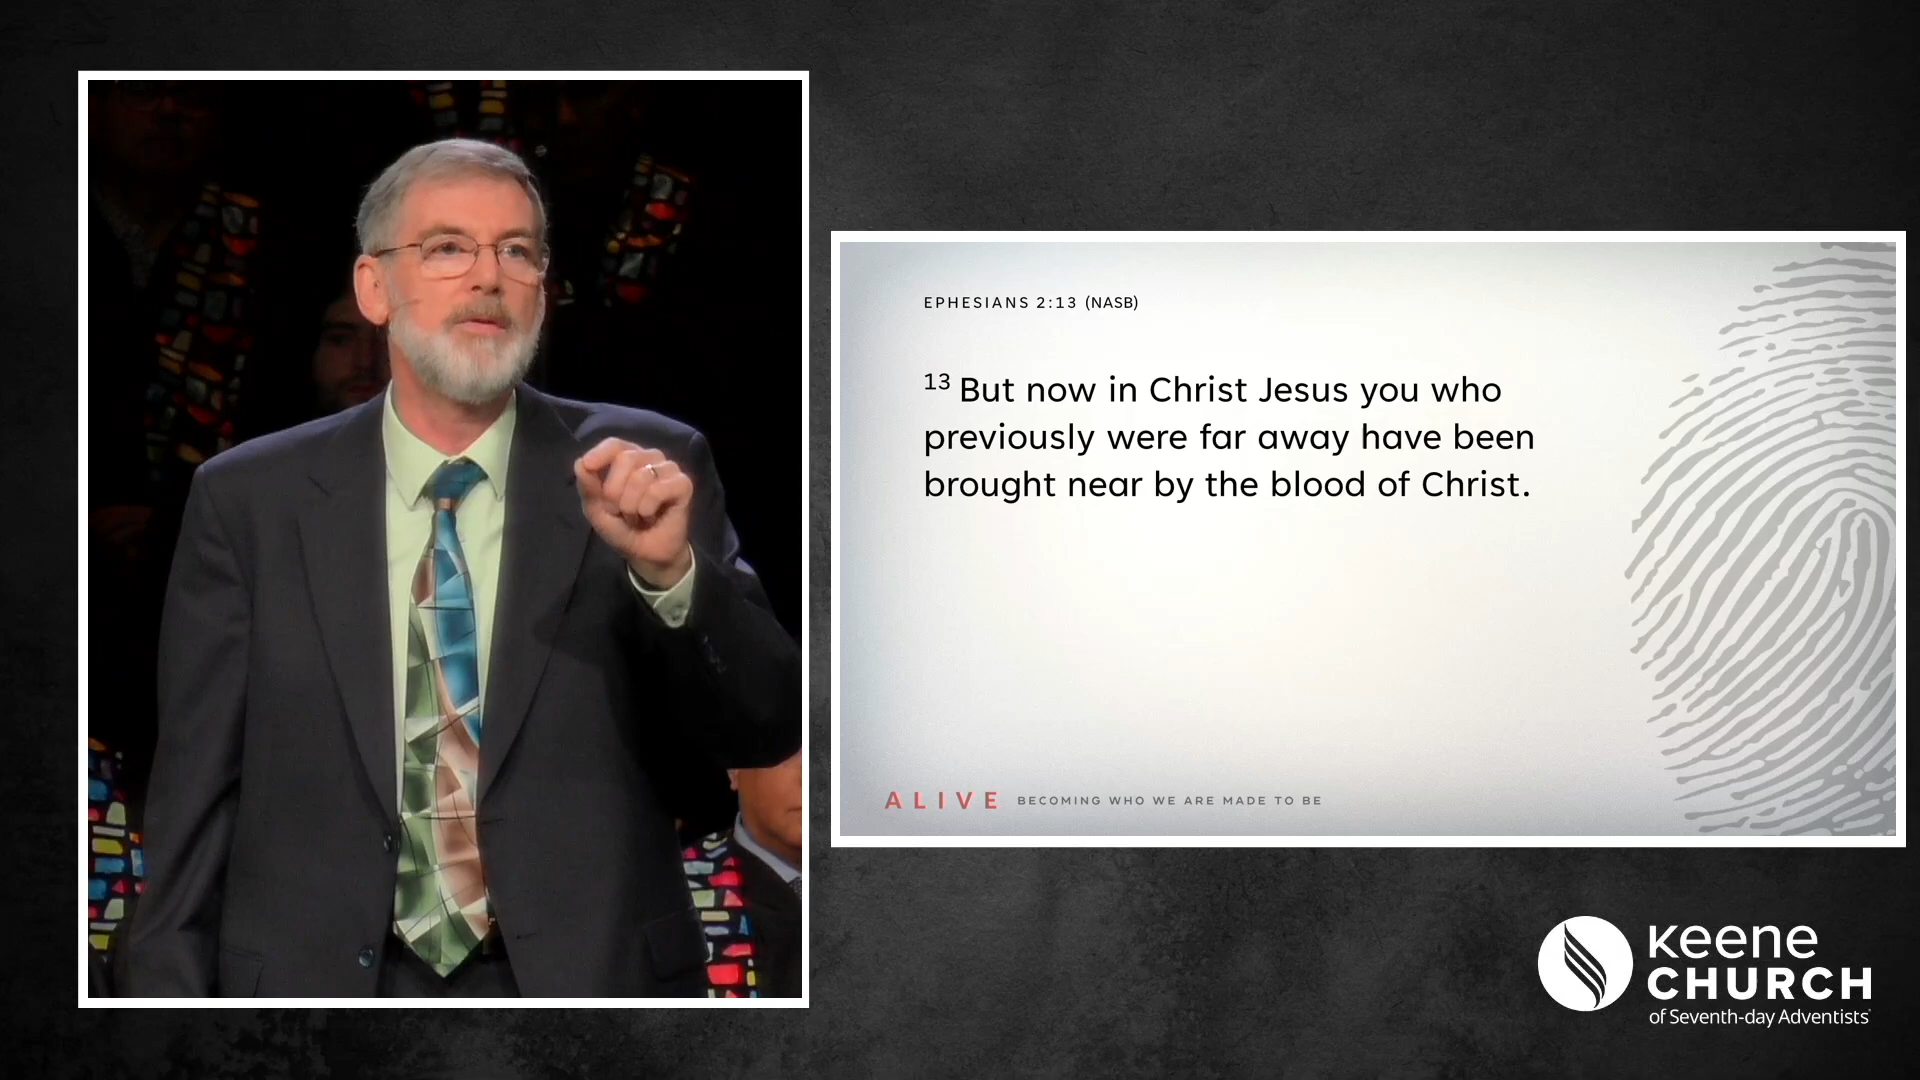 EPHESIANS 2:13 (NASB)
13 But now in Christ Jesus you who
previously were far away have been
brought near by the blood of Christ.
ALIVE BECOMING WHO WE ARE MADE TO BE
Keene
CHURCH
of Seventh-day Adventists